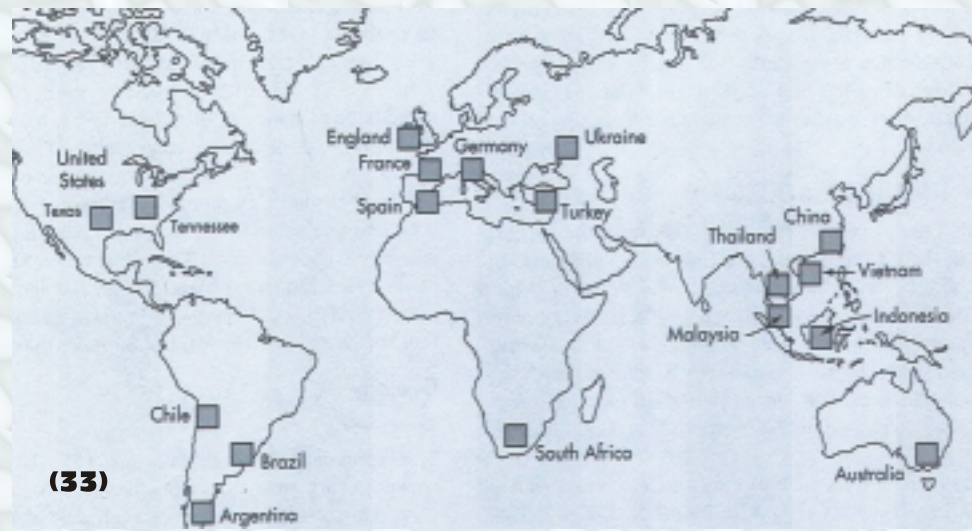 England
Germany
Ukraine
France
United
States
Spain
Texas
Tennessee
Turkey
China
Thailand
Vietnam
Malaysia
Indonesia
Chile
Brazil
South Africa
Australia
Argentina
(33)